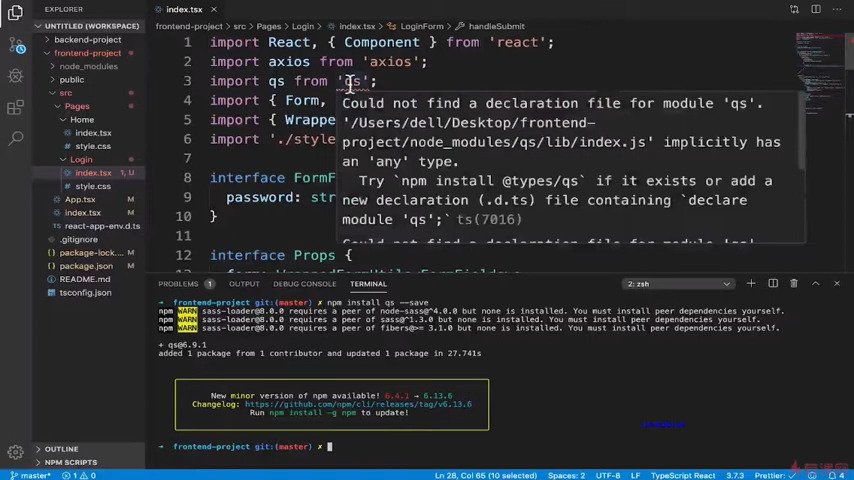 EXPLORER
index.tsx
UNTITLED (WORKSPACE)
backend-project
frontend-project
node_modules
public
src
Pages
Home
index.tsx
style.css
Login
index.tsx 1, U
style.css
App.tsx
index.tsx
react-app-env.d.ts
.gitignore
package-lock....
package.json
README.md
tsconfig.json
OUTLINE
NPM SCRIPTS
frontend-project > src > Pages > Login > index.tsx > LoginForm > handleSubmit
1 import React, { Component } from 'react';
2 import axios from 'axios';
3 import qs from 'qs';
4 import { Form,
5 import { Wrappe
6 import './style
7
8 interface FormF
9 password: str
10 }
11
12 interface Props {
Could not find a declaration file for module 'qs'.
'/Users/dell/Desktop/frontend-
project/node_modules/qs/lib/index.js' implicitly has
an 'any' type.
Try `npm install @types/qs` if it exists or add a
new declaration (.d.ts) file containing `declare
module 'qs';` ts(7016)
PROBLEMS 1 OUTPUT DEBUG CONSOLE TERMINAL 2: zsh
→ frontend-project git:(master) ✗ npm install qs --save
npm WARN sass-loader@8.0.0 requires a peer of node-sass@^4.0.0 but none is installed. You must install peer dependencies yourself.
npm WARN sass-loader@8.0.0 requires a peer of sass@^1.3.0 but none is installed. You must install peer dependencies yourself.
npm WARN sass-loader@8.0.0 requires a peer of fibers@>= 3.1.0 but none is installed. You must install peer dependencies yourself.
+ qs@6.9.1
added 1 package from 1 contributor and updated 1 package in 27.741s
New minor version of npm available! 6.4.1 → 6.13.6
Changelog: https://github.com/npm/cli/releases/tag/v6.13.6
Run npm install -g npm to update!
→ frontend-project git:(master) ✗
master* 1 0 Ln 28, Col 65 (10 selected) Spaces: 2 UTF-8 LF TypeScript React 3.7.3 Prettier: ✓ 4